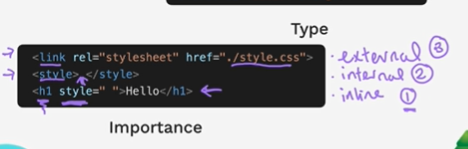 Type
<link rel="stylesheet" href="./style.css">
<style> </style>
<h1 style=" ">Hello</h1>
· external ③
· internal ②
· inline ①
Importance